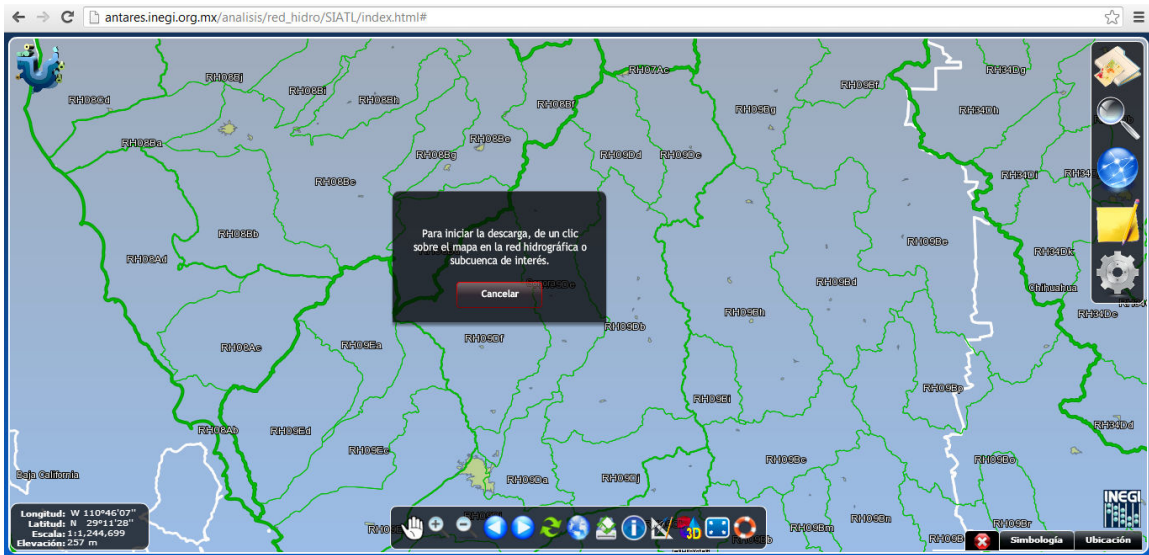 antares.inegi.org.mx/analisis/red_hidro/SIATL/index.html#
RH08Bj
RH07Ac
RH34Dg
RH08Bi
RH09Bf
RH08Bh
RH08Bf
RH09Bg
RH34Dh
RH08Ba
RH08Be
RH08Bg
RH09Dd
RH09Dc
RH34Di
RH08Bc
RH08Bb
RH09Be
RH08Ad
RH34Dk
Para iniciar la descarga, de un clic
sobre el mapa en la red hidrográfica o
subcuenca de interés.
Cancelar
RH09Bd
Chihuahua
RH09Bh
RH34Dc
RH09Db
RH09Df
RH08Ac
RH09Ea
RH09Bp
RH09Bi
RH34Dd
RH08Ab
RH09Ed
RH09Ec
RH09Bc
RH09Bo
Baja California
RH09Da
RH09Dj
Longitud: W 110°46'07"
Latitud: N 29°11'28"
Escala: 1:1,244,699
Elevación: 257 m
3D
RH09Bm
RH09Bn
RH09Br
INEGI
Simbología
Ubicación